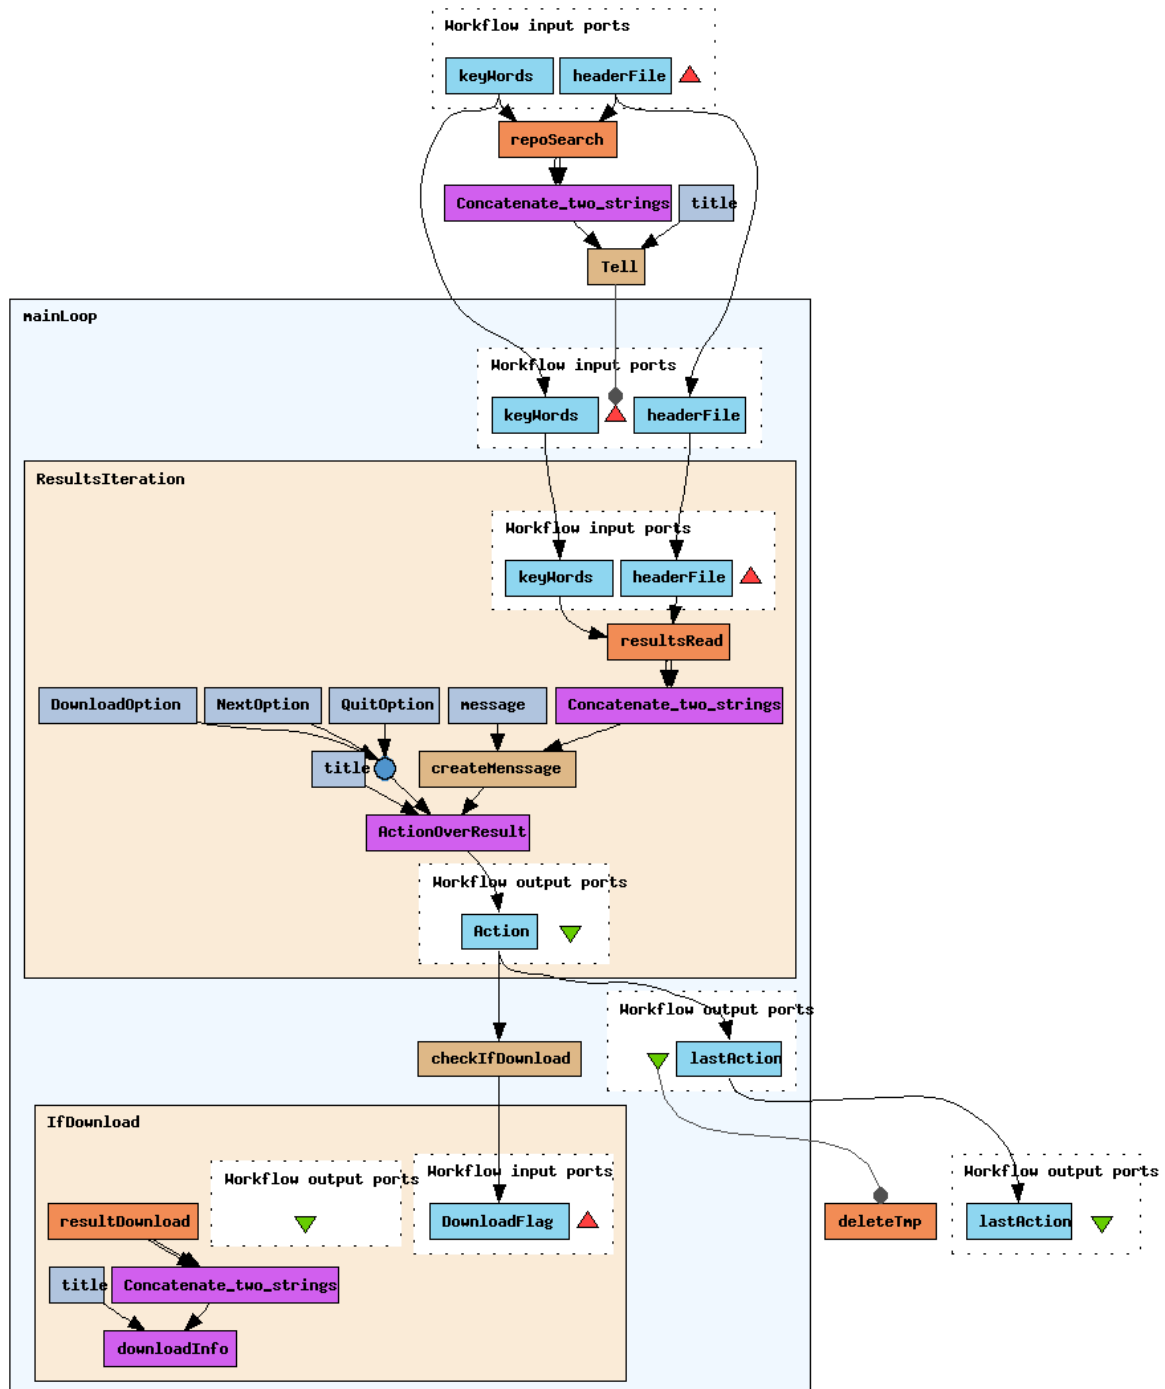 Workflow input ports
keyWords headerFile
repoSearch
Concatenate_two_strings title
Tell
mainLoop
Workflow input ports
keyWords headerFile
ResultsIteration
Workflow input ports
keyWords headerFile
resultsRead
DownloadOption NextOption QuitOption message Concatenate_two_strings
title createMenssage
ActionOverResult
Workflow output ports
Action
Workflow output ports
checkIfDownload lastAction
IfDownload
Workflow output ports Workflow input ports Workflow output ports
resultDownload DownloadFlag deleteTmp lastAction
title Concatenate_two_strings
downloadInfo